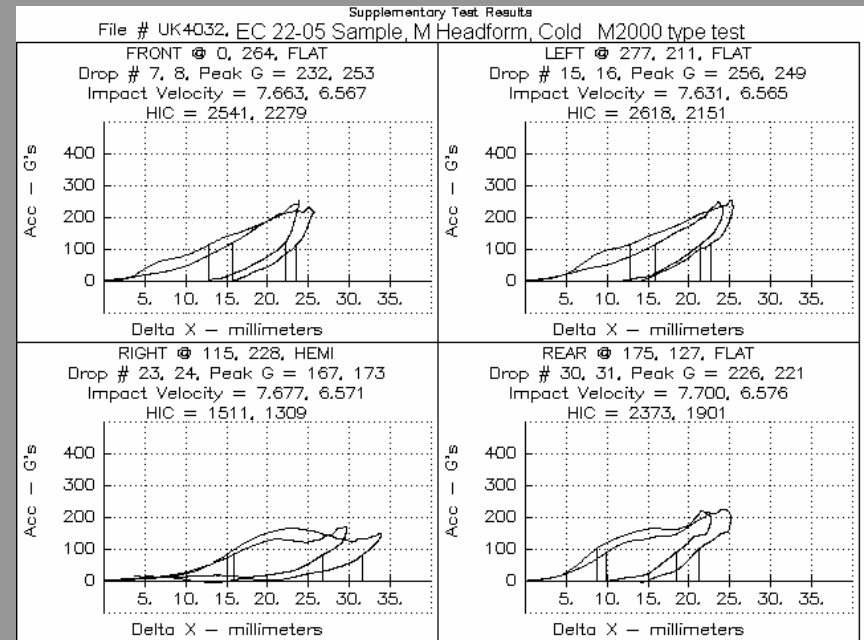 Supplementary Test Results
File # UK4032, EC 22-05 Sample, M Headform, Cold M2000 type test
FRONT @ 0, 264, FLAT
Drop # 7, 8, Peak G = 232, 253
Impact Velocity = 7.663, 6.567
HIC = 2541, 2279
Acc - G's
400
300
200
100
0
5. 10. 15. 20. 25. 30. 35.
Delta X - millimeters
LEFT @ 277, 211, FLAT
Drop # 15, 16, Peak G = 256, 249
Impact Velocity = 7.631, 6.565
HIC = 2618, 2151
Acc - G's
400
300
200
100
0
5. 10. 15. 20. 25. 30. 35.
Delta X - millimeters
RIGHT @ 115, 228, HEMI
Drop # 23, 24, Peak G = 167, 173
Impact Velocity = 7.677, 6.571
HIC = 1511, 1309
Acc - G's
400
300
200
100
0
5. 10. 15. 20. 25. 30. 35.
Delta X - millimeters
REAR @ 175, 127, FLAT
Drop # 30, 31, Peak G = 226, 221
Impact Velocity = 7.700, 6.576
HIC = 2373, 1901
Acc - G's
400
300
200
100
0
5. 10. 15. 20. 25. 30. 35.
Delta X - millimeters